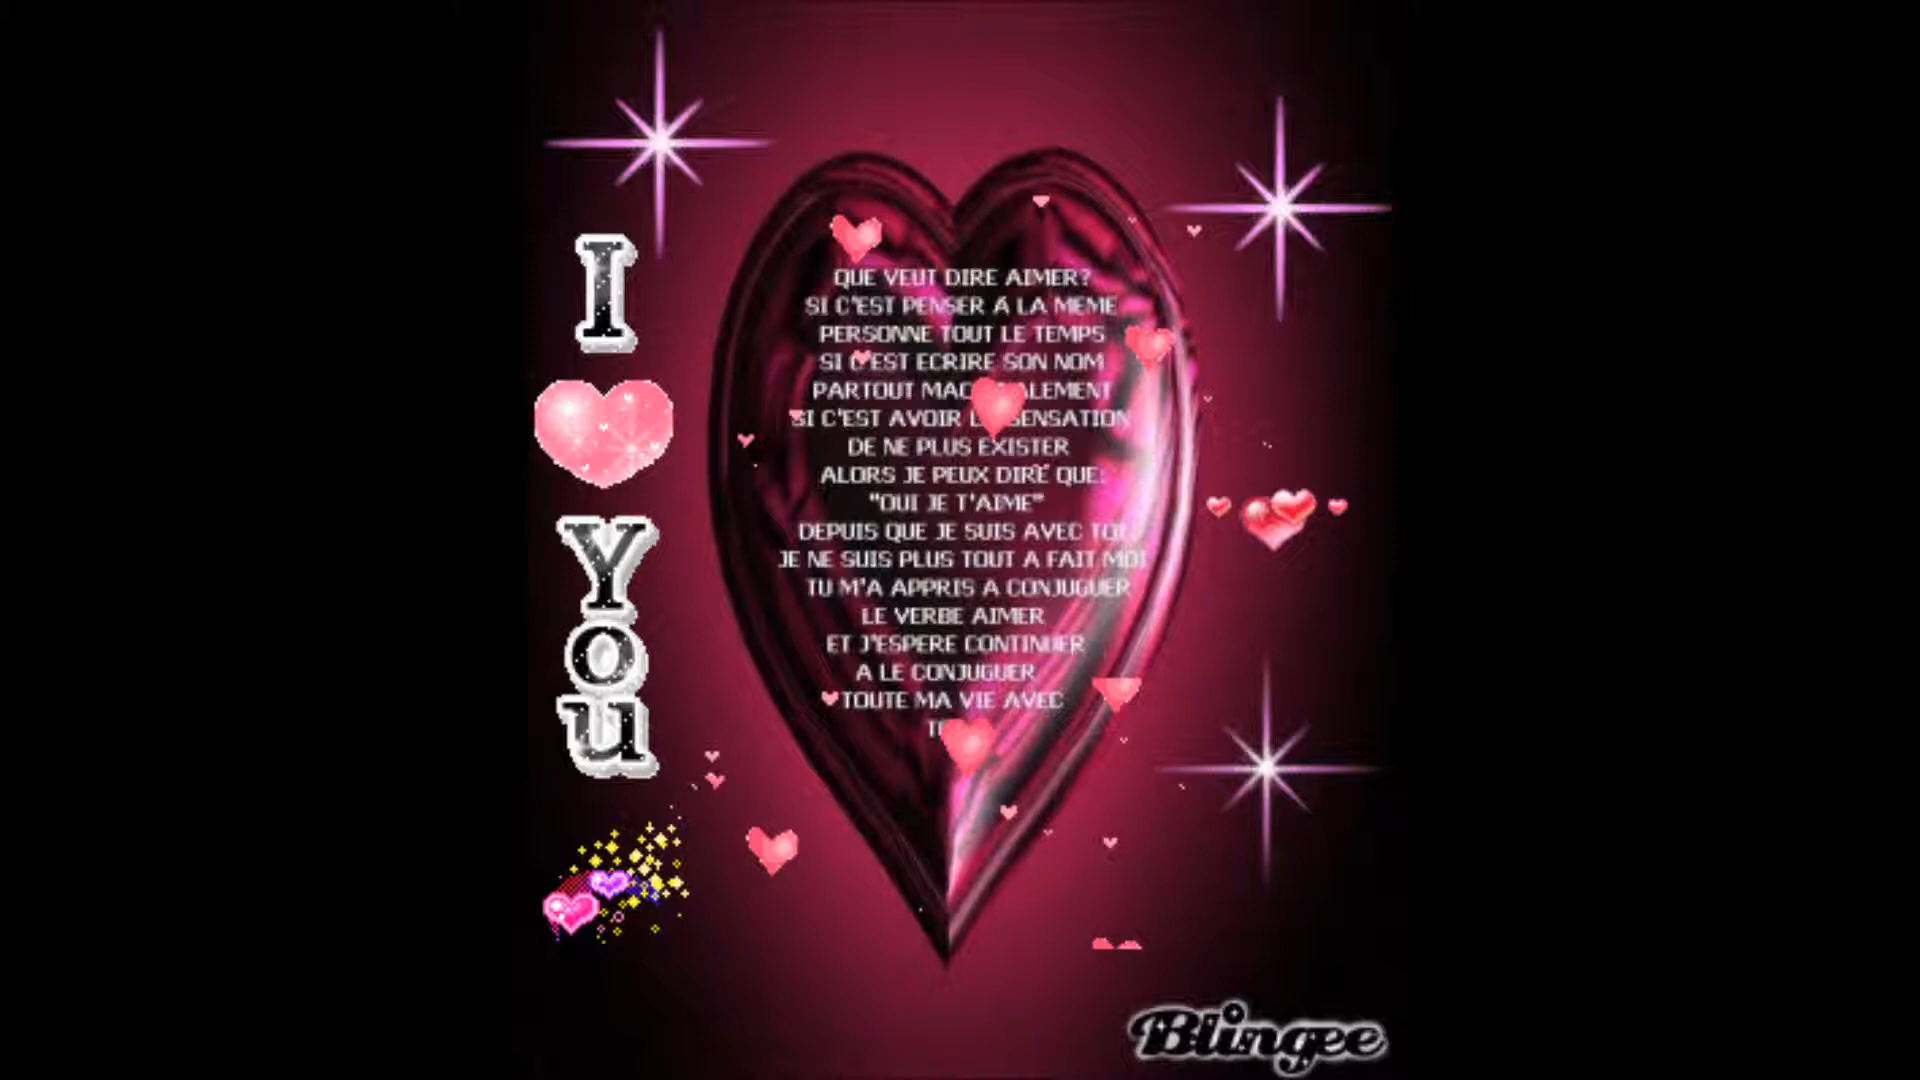 I
You
QUE VEUT DIRE AIMER?
SI C'EST PENSER A LA MEME
PERSONNE TOUT LE TEMPS
SI C'EST ECRIRE SON NOM
PARTOUT
SI C'EST AVOIR SENSATION
DE NE PLUS EXISTER
ALORS JE PEUX DIRE QUE:
"OUI JE T'AIME"
DEPUIS QUE JE SUIS AVEC TOI
JE NE SUIS PLUS TOUT A FAIT MOI
TU M'A APPRIS A CONJUGUER
LE VERBE AIMER
ET J'ESPERE CONTINUER
A LE CONJUGUER
TOUTE MA VIE AVEC
Blingee